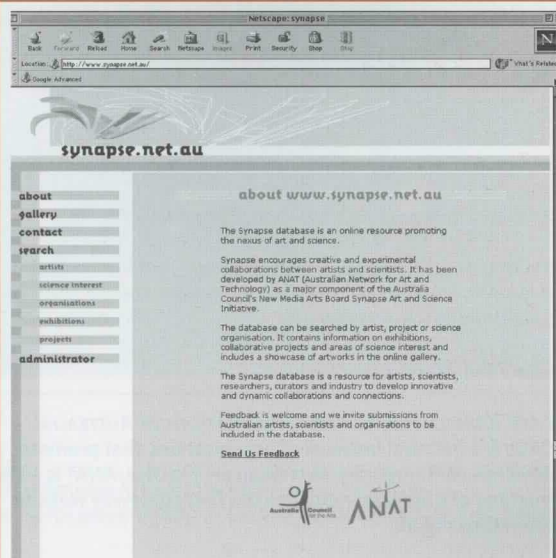 Netscape: synapse
Back Forward Reload Home Search Netscape Images Print Security Shop Stop
Location: http://www.synapse.net.au/ What's Related
Google Advanced
synapse.net.au
about
gallery
contact
search
artists
science interest
organisations
exhibitions
projects
administrator
about www.synapse.net.au
The Synapse database is an online resource promoting
the nexus of art and science.
Synapse encourages creative and experimental
collaborations between artists and scientists. It has been
developed by ANAT (Australian Network for Art and
Technology) as a major component of the Australia
Council's New Media Arts Board Synapse Art and Science
Initiative.
The database can be searched by artist, project or science
organisation. It contains information on exhibitions,
collaborative projects and areas of science interest and
includes a showcase of artworks in the online gallery.
The Synapse database is a resource for artists, scientists,
researchers, curators and industry to develop innovative
and dynamic collaborations and connections.
Feedback is welcome and we invite submissions from
Australian artists, scientists and organisations to be
included in the database.
Send Us Feedback
Australia Council
for the Arts
ANAT